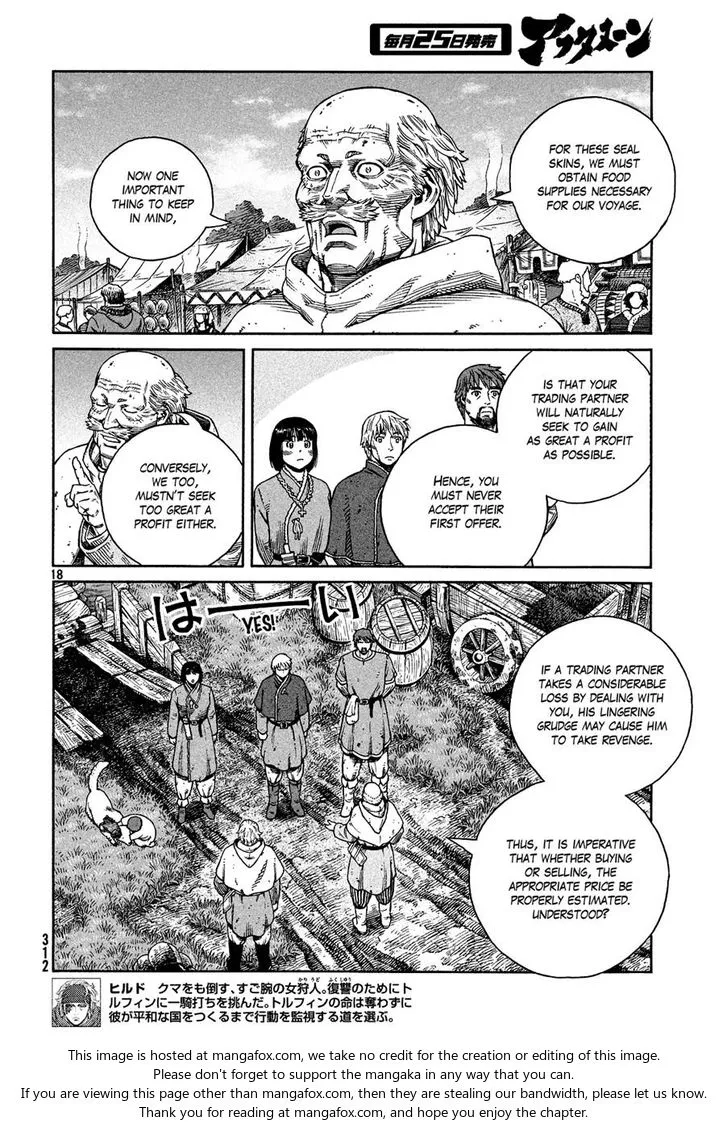 毎月25日発売
アフタヌーン
FOR THESE SEAL
SKINS, WE MUST
OBTAIN FOOD
SUPPLIES NECESSARY
FOR OUR VOYAGE.
NOW ONE
IMPORTANT
THING TO KEEP
IN MIND,
IS THAT YOUR
TRADING PARTNER
WILL NATURALLY
SEEK TO GAIN
AS GREAT A PROFIT
AS POSSIBLE.
HENCE, YOU
MUST NEVER
ACCEPT THEIR
FIRST OFFER.
CONVERSELY,
WE TOO,
MUSTN'T SEEK
TOO GREAT
A PROFIT EITHER.
18
はーい
YES!
IF A TRADING PARTNER
TAKES A CONSIDERABLE
LOSS BY DEALING WITH
YOU, HIS LINGERING
GRUDGE MAY CAUSE HIM
TO TAKE REVENGE.
THUS, IT IS IMPERATIVE
THAT WHETHER BUYING
OR SELLING, THE
APPROPRIATE PRICE BE
PROPERLY ESTIMATED.
UNDERSTOOD?
312
ヒルド クマをも倒す、すご腕の女狩人。復讐のためにト
ルフィンに一騎打ちを挑んだ。トルフィンの命は奪わずに
彼が平和な国をつくるまで行動を監視する道を選ぶ。
This image is hosted at mangafox.com, we take no credit for the creation or editing of this image.
Please don't forget to support the mangaka in any way that you can.
If you are viewing this page other than mangafox.com, then they are stealing our bandwidth, please let us know.
Thank you for reading at mangafox.com, and hope you enjoy the chapter.